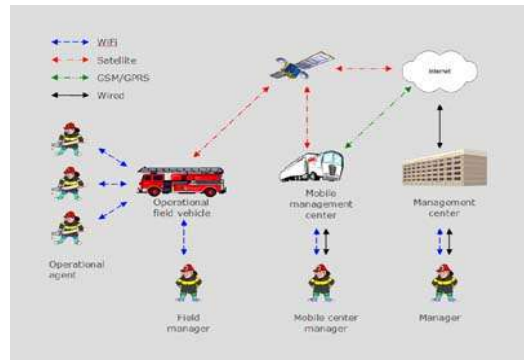 WiFi
Satellite
GSM/GPRS
Wired
Internet
Operational
field vehicle
Mobile
management
center
Management
center
Operational
agent
Field
manager
Mobile center
manager
Manager